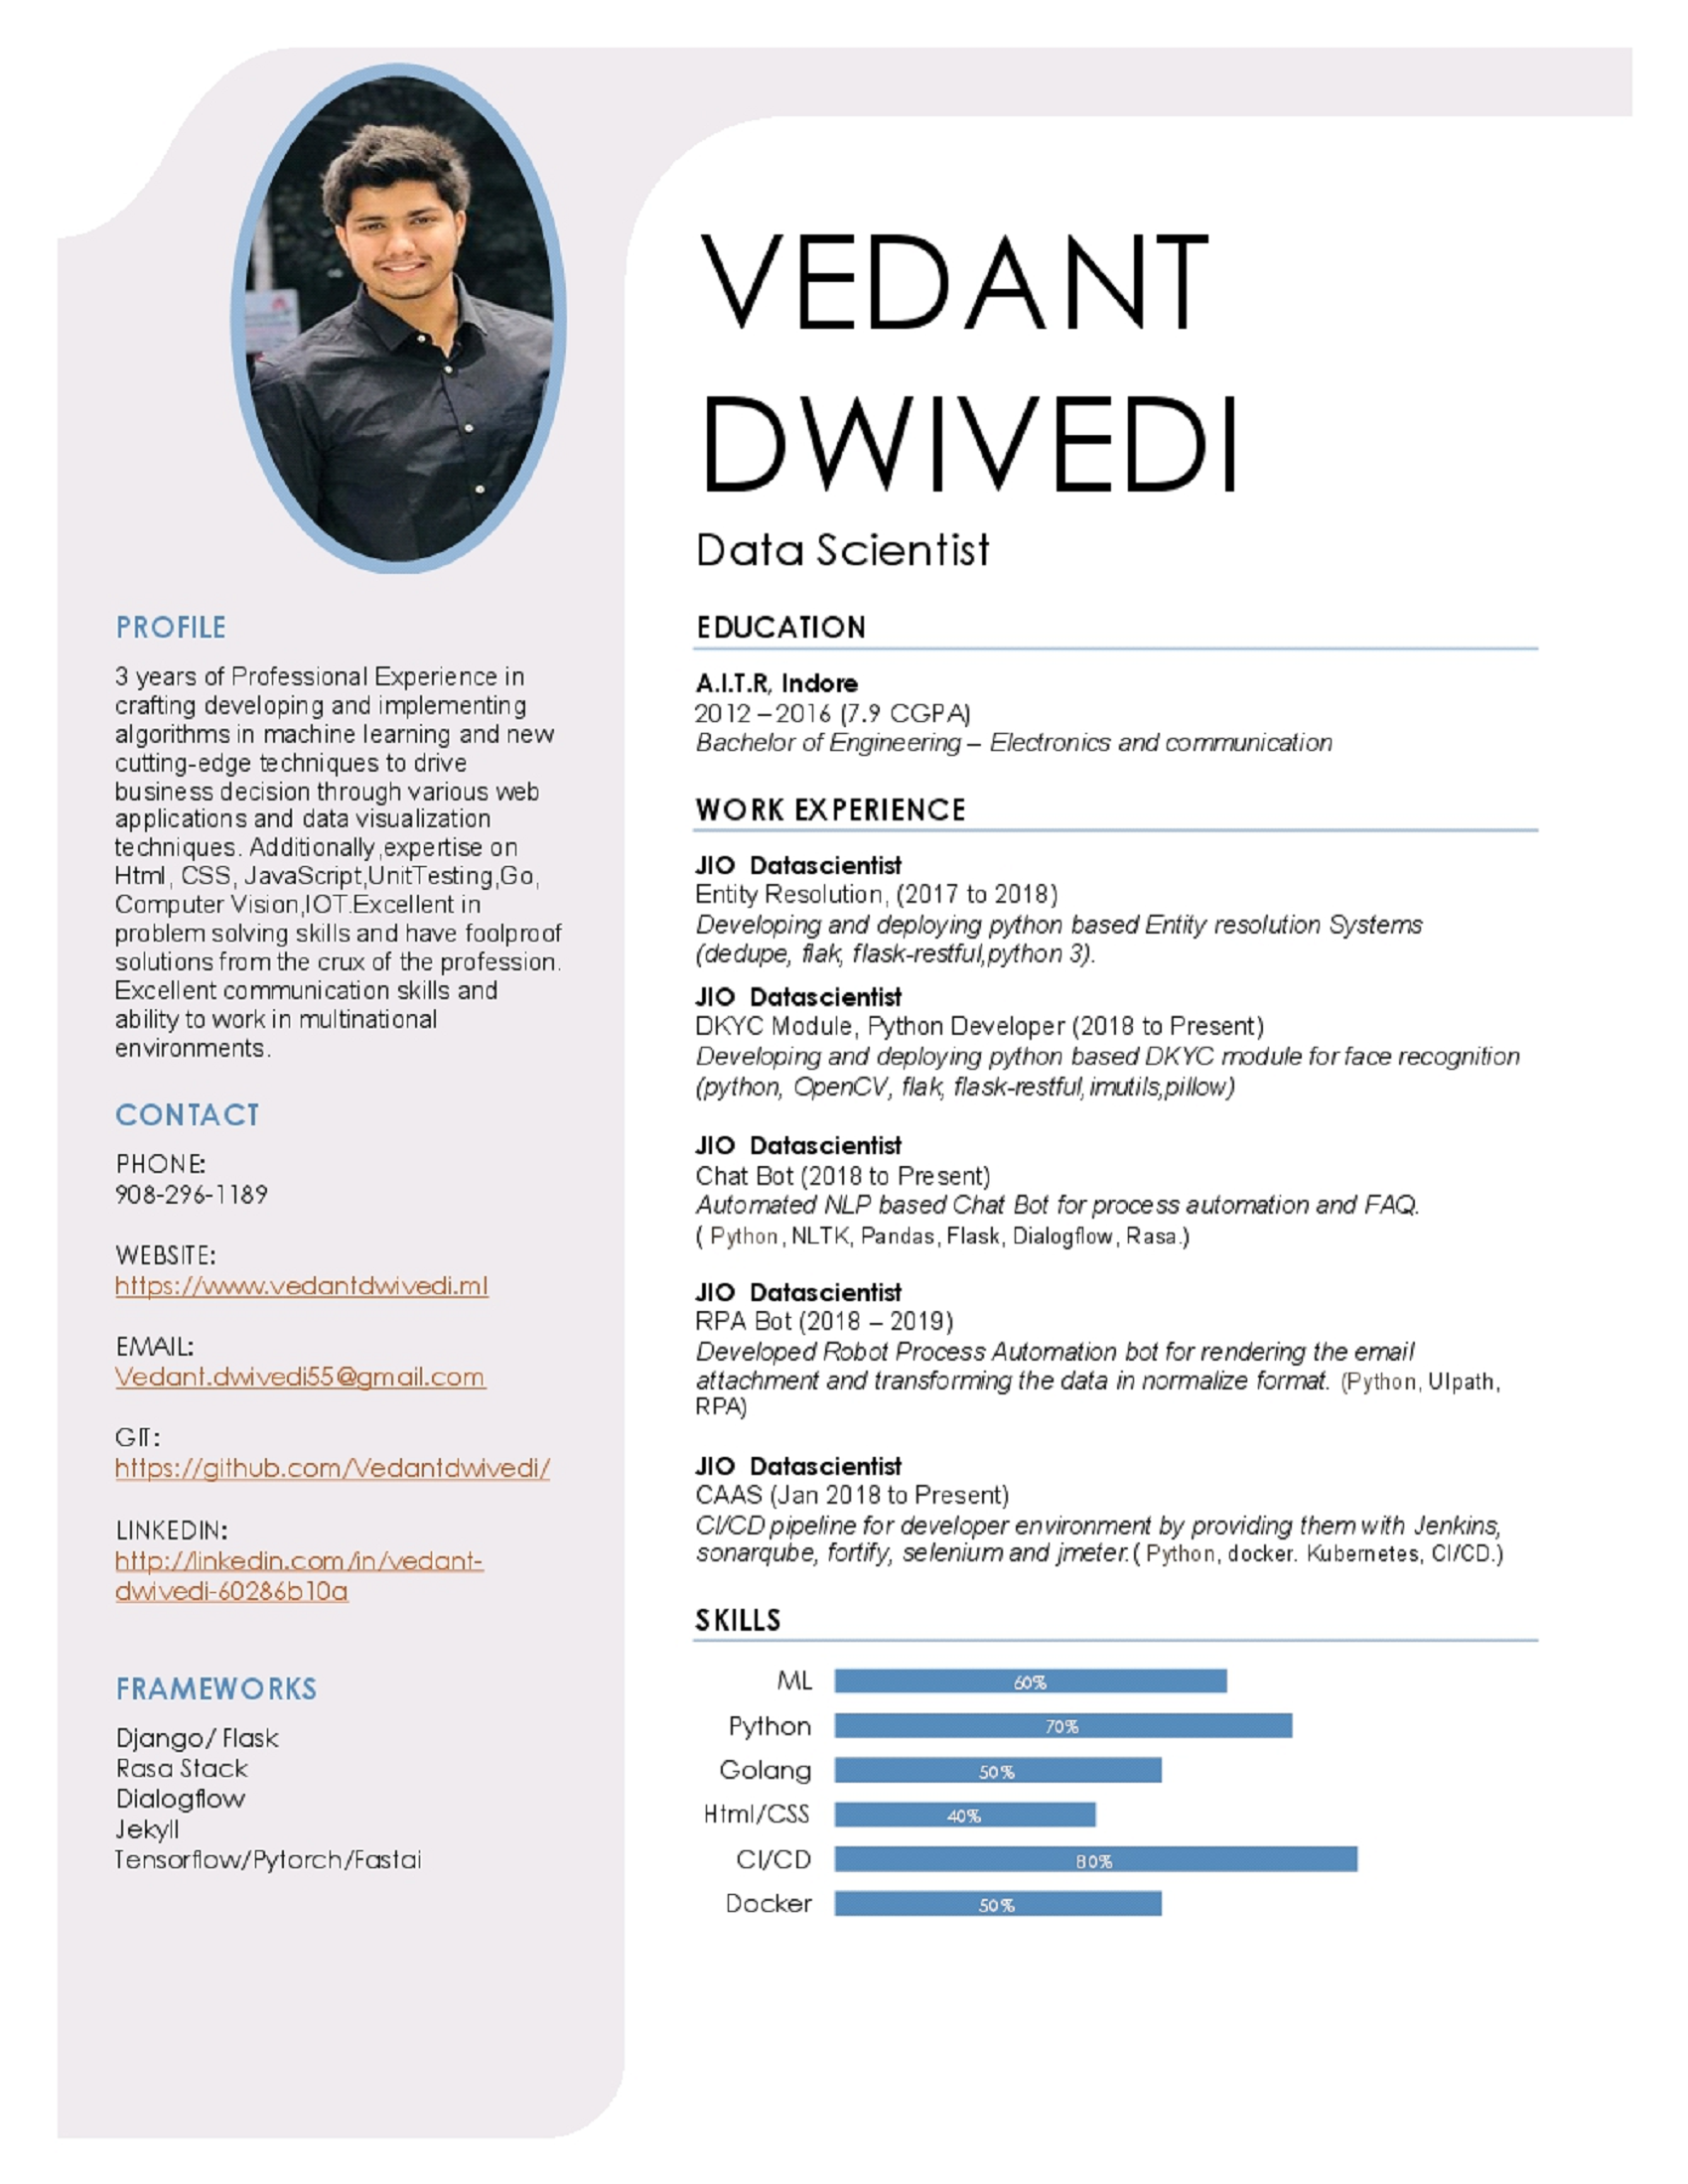 VEDANT
DWIVEDI
Data Scientist
PROFILE
3 years of Professional Experience in
crafting developing and implementing
algorithms in machine learning and new
cutting-edge techniques to drive
business decision through various web
applications and data visualization
techniques. Additionally,expertise on
Html, CSS, JavaScript,UnitTesting,Go,
Computer Vision,IOT.Excellent in
problem solving skills and have foolproof
solutions from the crux of the profession.
Excellent communication skills and
ability to work in multinational
environments.
CONTACT
PHONE:
908-296-1189
WEBSITE:
https://www.vedantdwivedi.ml
EMAIL:
Vedant.dwivedi55@gmail.com
GIT:
https://github.com/Vedantdwivedi/
LINKEDIN:
http://linkedin.com/in/vedant-
dwivedi-60286b10a
FRAMEWORKS
Django/ Flask
Rasa Stack
Dialogflow
Jekyll
Tensorflow/Pytorch/Fastai
EDUCATION
A.I.T.R, Indore
2012 – 2016 (7.9 CGPA)
Bachelor of Engineering – Electronics and communication
WORK EXPERIENCE
JIO Datascientist
Entity Resolution, (2017 to 2018)
Developing and deploying python based Entity resolution Systems
(dedupe, flak, flask-restful,python 3).
JIO Datascientist
DKYC Module, Python Developer (2018 to Present)
Developing and deploying python based DKYC module for face recognition
(python, OpenCV, flak, flask-restful,imutils,pillow)
JIO Datascientist
Chat Bot (2018 to Present)
Automated NLP based Chat Bot for process automation and FAQ.
( Python, NLTK, Pandas, Flask, Dialogflow, Rasa.)
JIO Datascientist
RPA Bot (2018 – 2019)
Developed Robot Process Automation bot for rendering the email
attachment and transforming the data in normalize format. (Python, UIpath,
RPA)
JIO Datascientist
CAAS (Jan 2018 to Present)
CI/CD pipeline for developer environment by providing them with Jenkins,
sonarqube, fortify, selenium and jmeter.( Python, docker. Kubernetes, CI/CD.)
SKILLS
ML 60%
Python 70%
Golang 50%
Html/CSS 40%
CI/CD 80%
Docker 50%